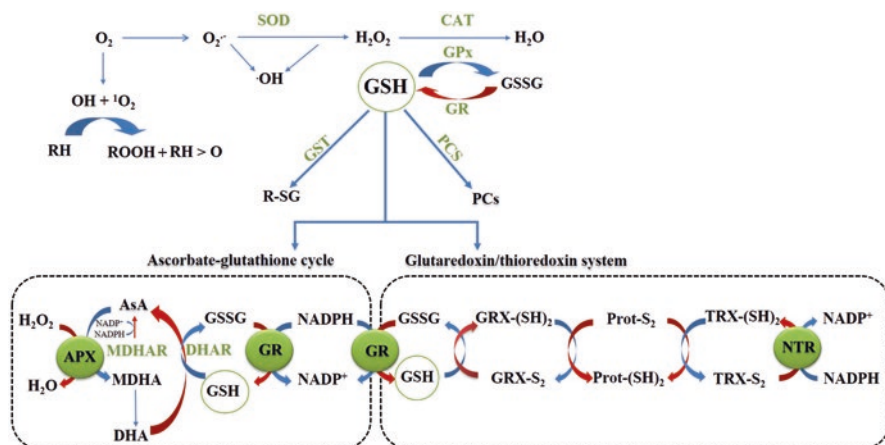 SOD CAT
O₂ O₂·⁻ H₂O₂ H₂O
·OH GPx
GSH GSSG
OH + ¹O₂ GR
RH ROOH + RH > O
GST PCS
R-SG PCs
Ascorbate-glutathione cycle Glutaredoxin/thioredoxin system
AsA GSSG NADPH GSSG GRX-(SH)₂ Prot-S₂ TRX-(SH)₂ NADP⁺
H₂O₂ NADP⁺
NADPH
APX MDHAR DHAR GR GR NTR
H₂O MDHA GSH NADP⁺ GSH GRX-S₂ Prot-(SH)₂ TRX-S₂ NADPH
DHA